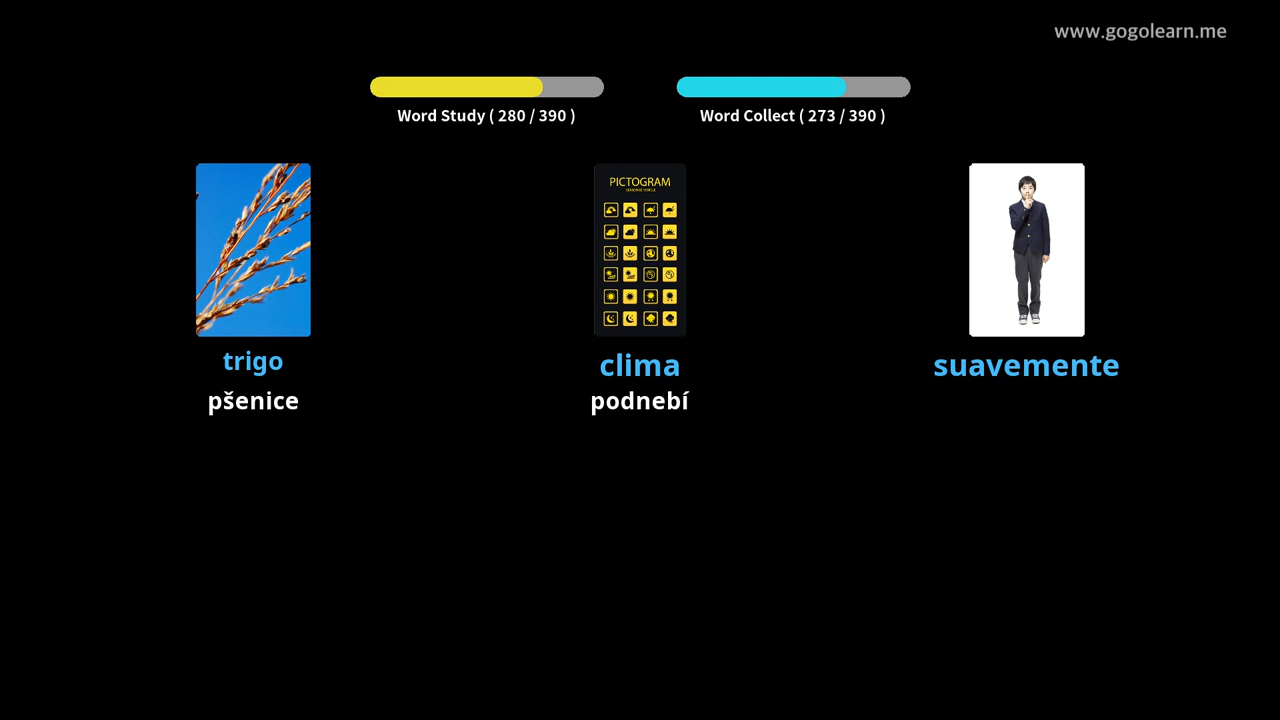 www.gogolearn.me
Word Study ( 280 / 390 )
Word Collect ( 273 / 390 )
PICTOGRAM
trigo
clima
suavemente
pšenice
podnebí